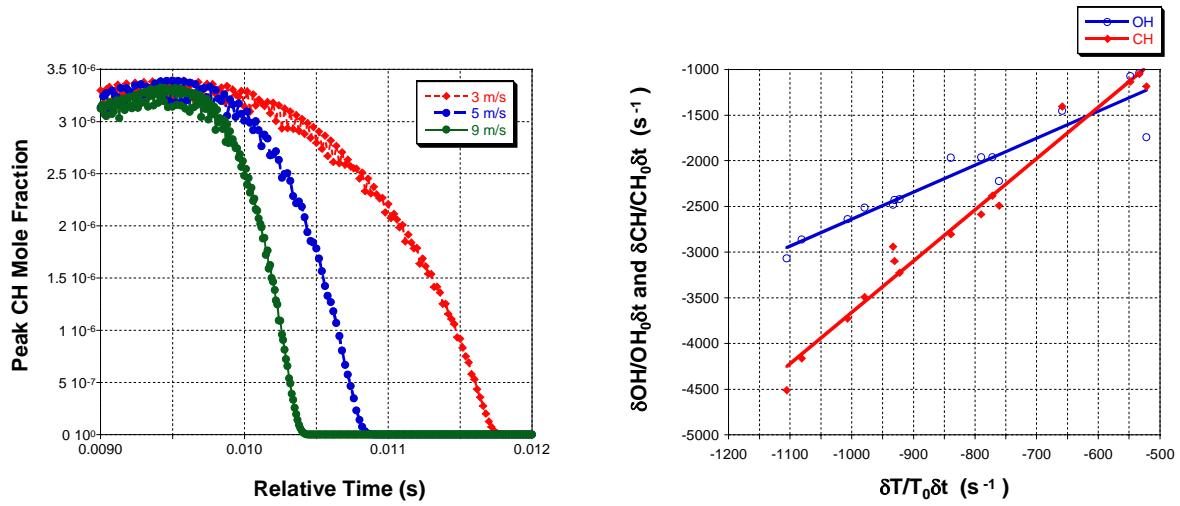 3.5 10⁻⁶
3 10⁻⁶
2.5 10⁻⁶
2 10⁻⁶
1.5 10⁻⁶
1 10⁻⁶
5 10⁻⁷
0 10⁰
Peak CH Mole Fraction
3 m/s
5 m/s
9 m/s
0.0090 0.010 0.011 0.012
Relative Time (s)
OH
CH
-1000
-1500
-2000
-2500
-3000
-3500
-4000
-4500
-5000
δOH/OH₀δt and δCH/CH₀δt (s⁻¹)
-1200 -1100 -1000 -900 -800 -700 -600 -500
δT/T₀δt (s⁻¹)